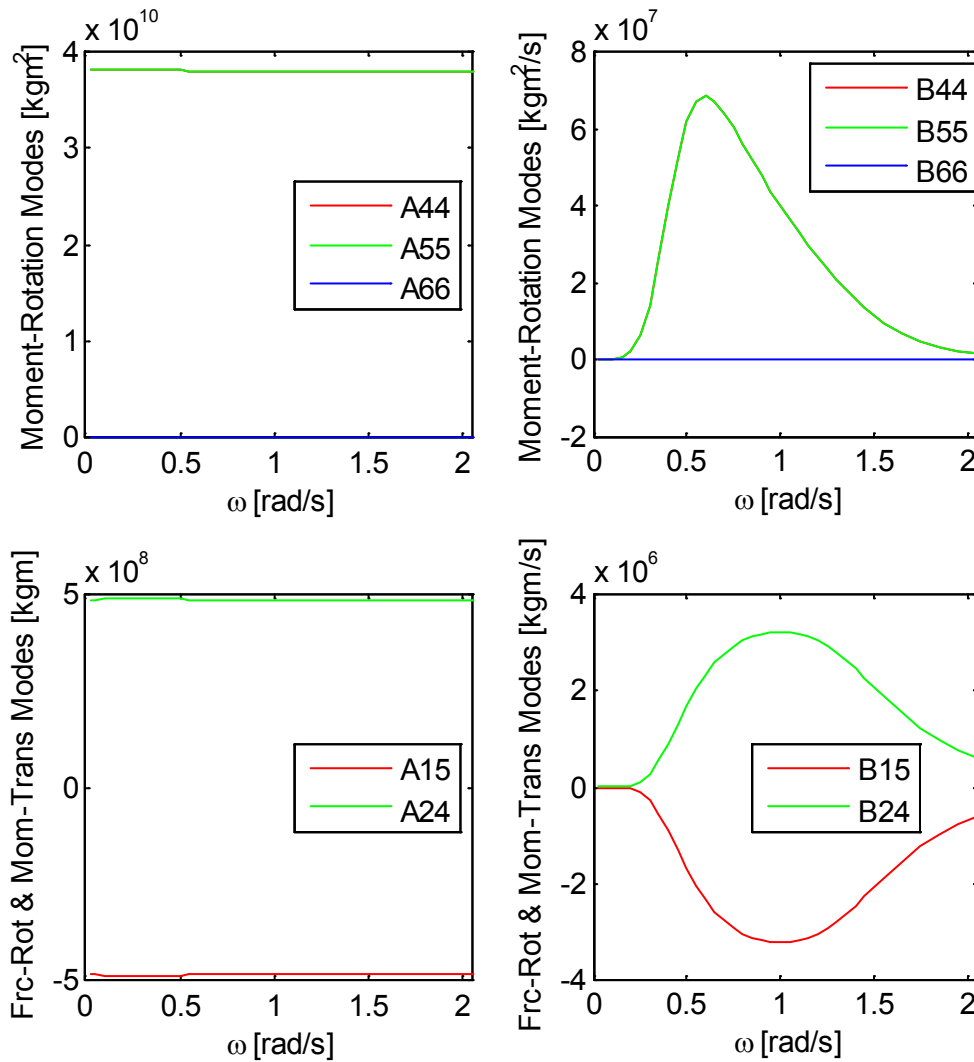 x 10^10
Moment-Rotation Modes [kgm^2]
4
3
2
1
0
A44
A55
A66
0 0.5 1 1.5 2
ω [rad/s]
x 10^7
Moment-Rotation Modes [kgm^2/s]
8
6
4
2
0
-2
B44
B55
B66
0 0.5 1 1.5 2
ω [rad/s]
x 10^8
Frc-Rot & Mom-Trans Modes [kgm]
5
0
-5
A15
A24
0 0.5 1 1.5 2
ω [rad/s]
x 10^6
Frc-Rot & Mom-Trans Modes [kgm/s]
4
2
0
-2
-4
B15
B24
0 0.5 1 1.5 2
ω [rad/s]